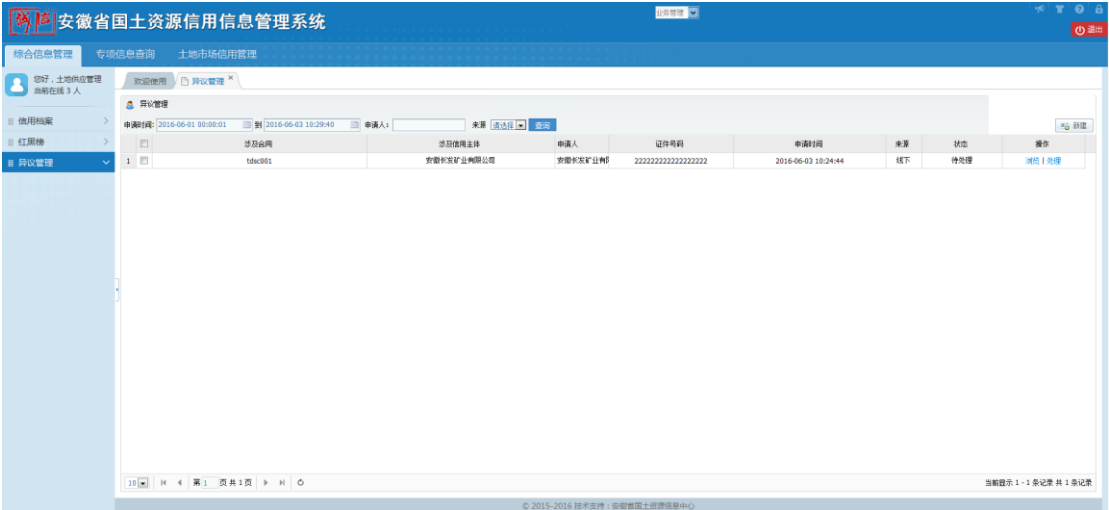 诚信 安徽省国土资源信用信息管理系统
业务管理
退出
综合信息管理 专项信息查询 土地市场信用管理
您好，土地供应管理
当前在线 3 人
欢迎使用 异议管理
信用档案
红黑榜
异议管理
异议管理
申请时间: 2016-06-01 00:00:01 到 2016-06-03 10:29:40 申请人: 来源 请选择 查询
新建
涉及合同 涉及信用主体 申请人 证件号码 申请时间 来源 状态 操作
1 tdsc001 安徽长发矿业有限公司 安徽长发矿业有限 222222222222222222 2016-06-03 10:24:44 线下 待处理 浏览 | 处理
10 第 1 页 共 1 页
当前显示 1 - 1 条记录 共 1 条记录
© 2015-2016 技术支持：安徽省国土资源信息中心